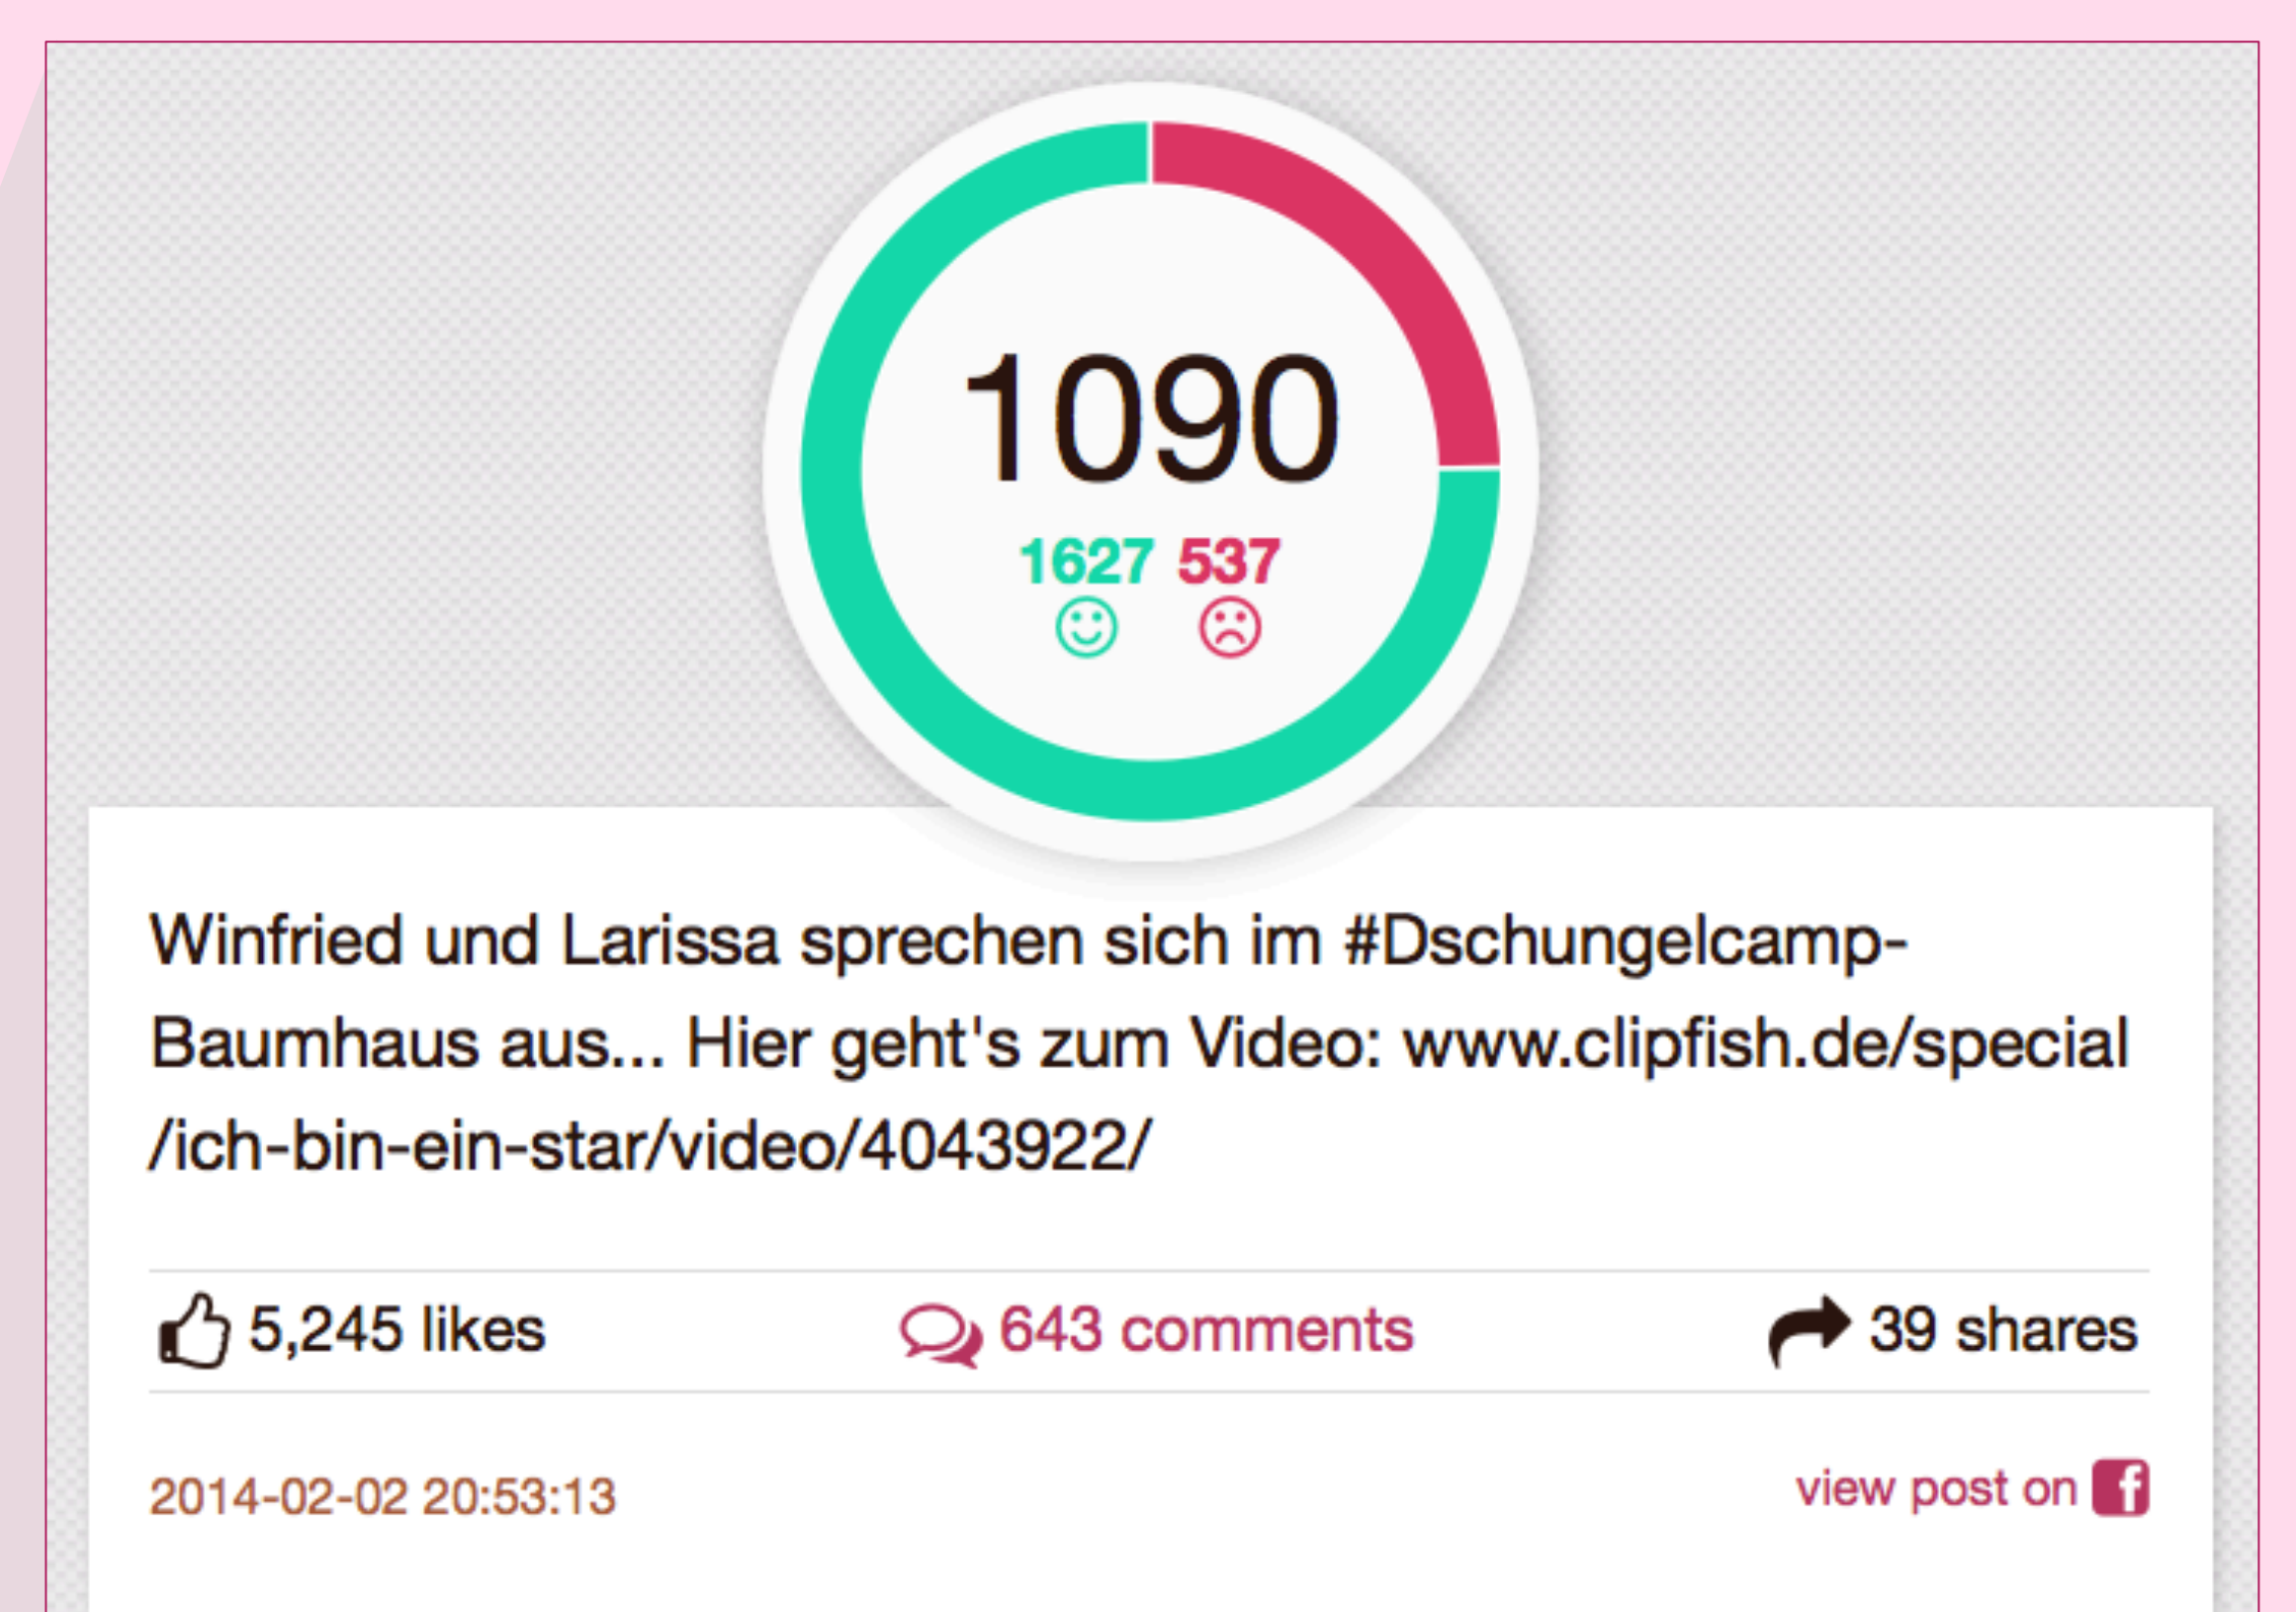 1090
1627 537
Winfried und Larissa sprechen sich im #Dschungelcamp-
Baumhaus aus... Hier geht's zum Video: www.clipfish.de/special
/ich-bin-ein-star/video/4043922/
5,245 likes 643 comments 39 shares
2014-02-02 20:53:13 view post on f